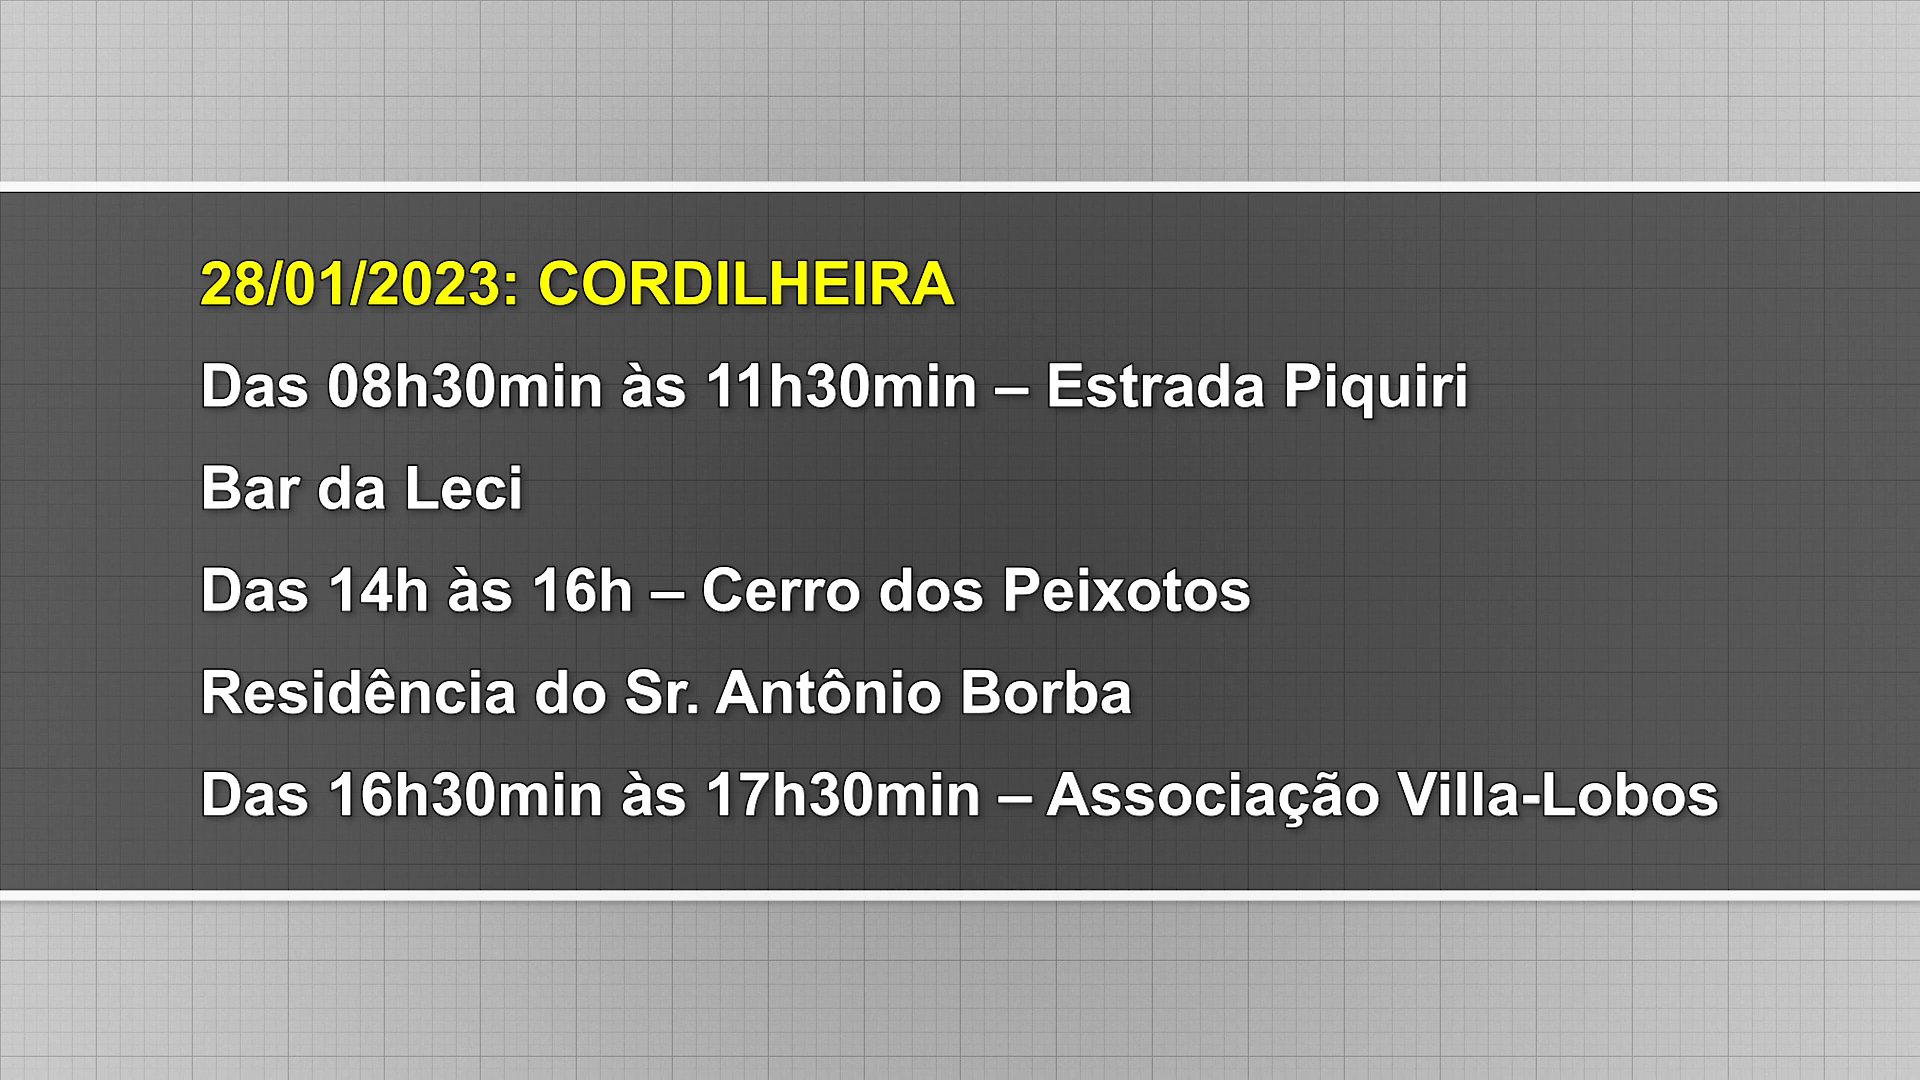 28/01/2023: CORDILHEIRA
Das 08h30min às 11h30min – Estrada Piquiri
Bar da Leci
Das 14h às 16h – Cerro dos Peixotos
Residência do Sr. Antônio Borba
Das 16h30min às 17h30min – Associação Villa-Lobos